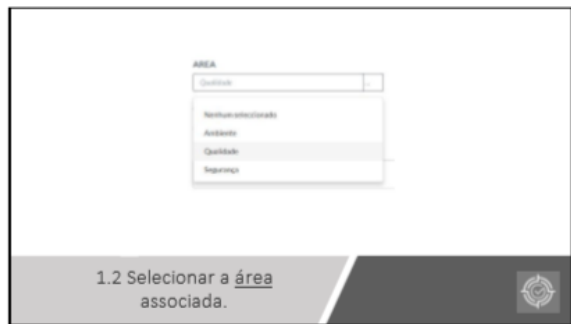 AREA
Qualidade
...
Nenhum seleccionado
Ambiente
Qualidade
Segurança
1.2 Selecionar a área
associada.